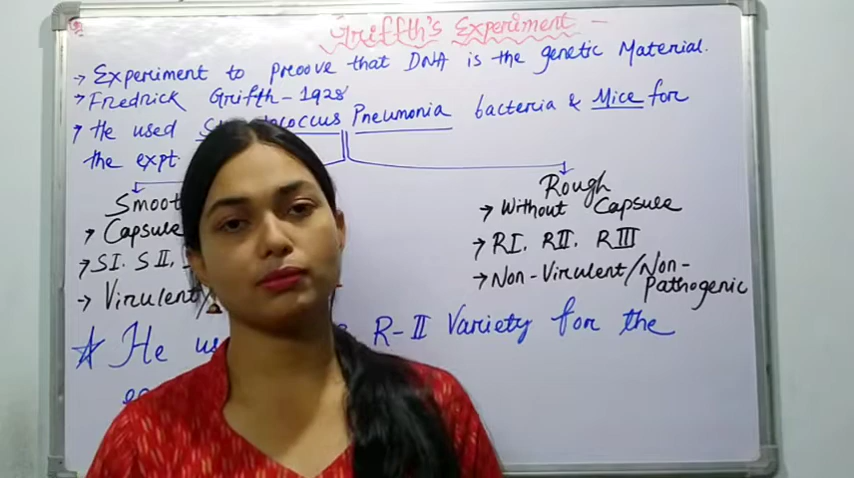 Griffth's Experiment -
→ Experiment to proove that DNA is the genetic Material.
→ Fredrick Grifth - 1928
→ He used Pneumonia bacteria & Mice for
the expt
Rough
→ Without Capsule
→ RI, RII, RIII
→ Non-Virulent/Non-
Pathogenic
Smoot
→ Capsule
→ SI, SII,
→ Virulent/
☆ He R-II Variety for the